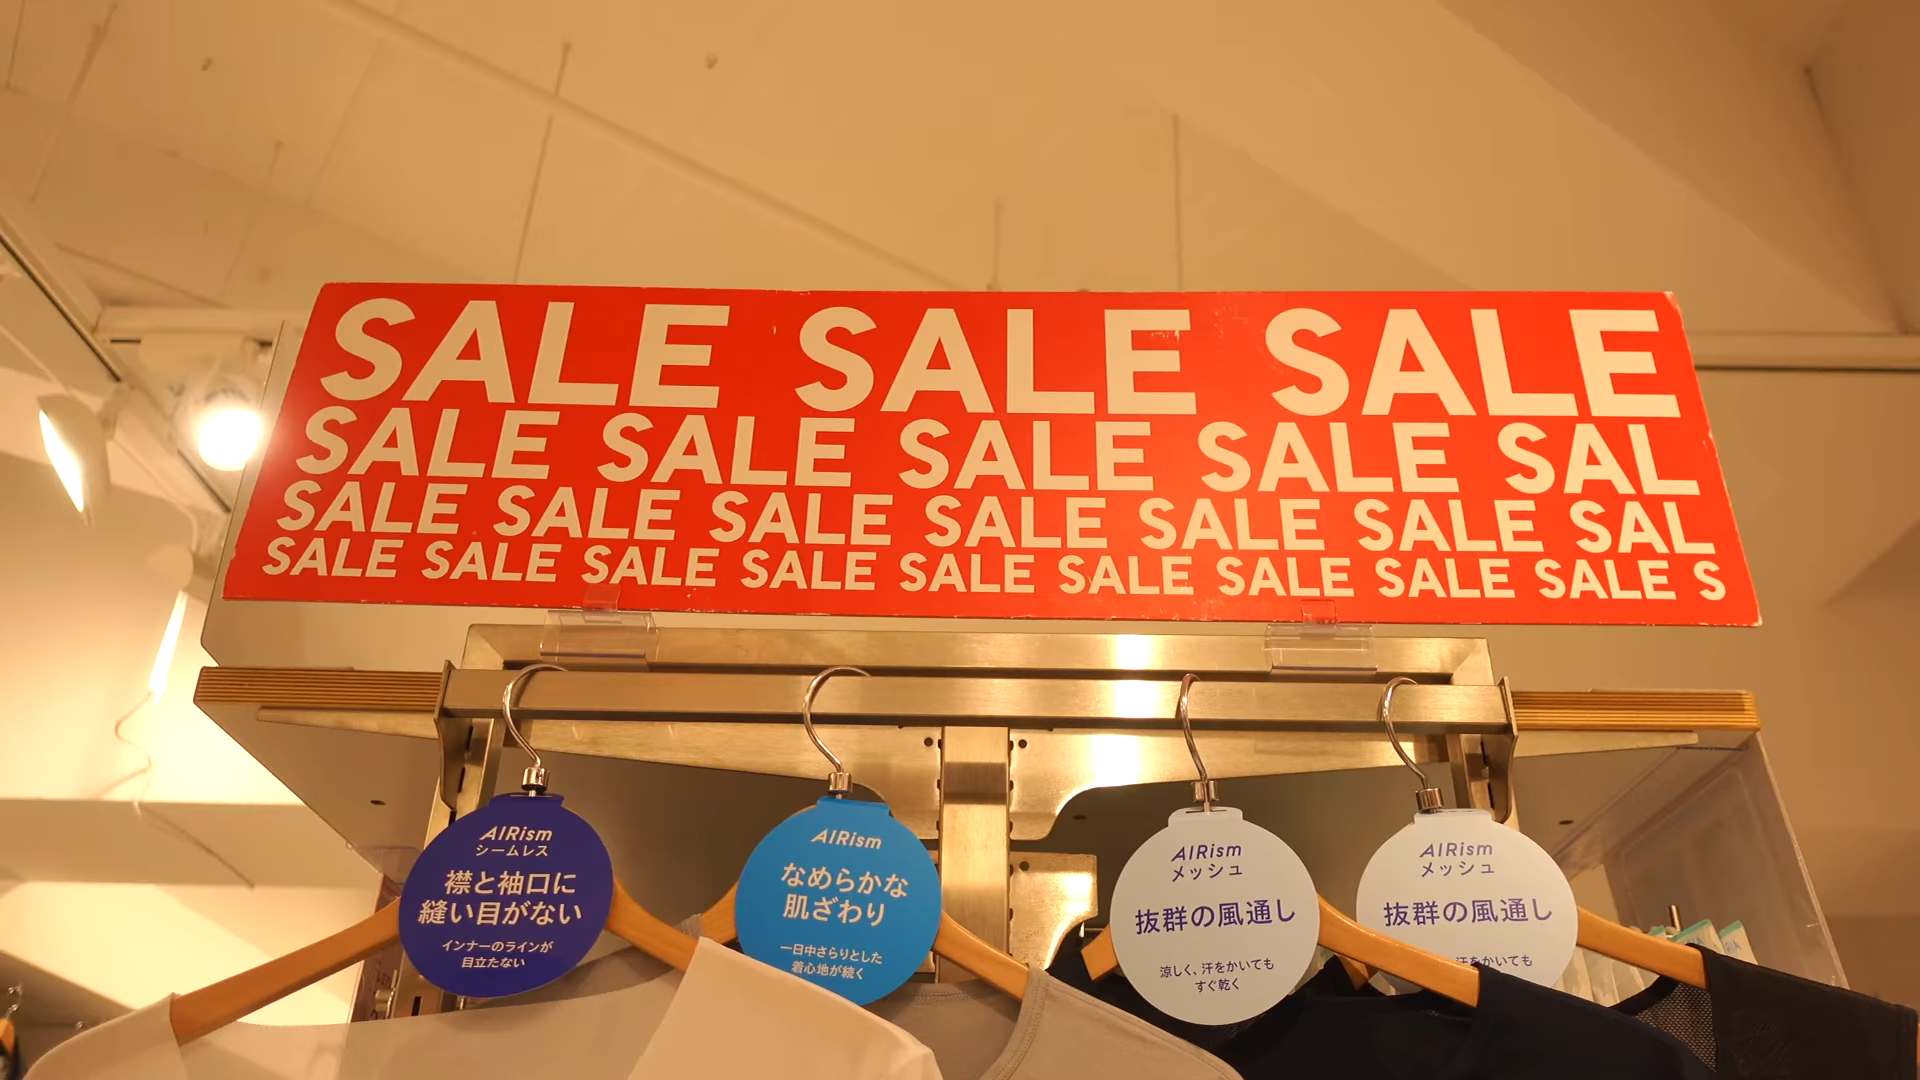 SALE SALE SALE
SALE SALE SALE SALE SAL
SALE SALE SALE SALE SALE SALE SAL
SALE SALE SALE SALE SALE SALE SALE SALE SALE S
AIRism
シームレス
襟と袖口に
縫い目がない
インナーのラインが
目立たない
AIRism
なめらかな
肌ざわり
一日中さらりとした
着心地が続く
AIRism
メッシュ
抜群の風通し
涼しく、汗をかいても
すぐ乾く
AIRism
メッシュ
抜群の風通し
汗をかいても